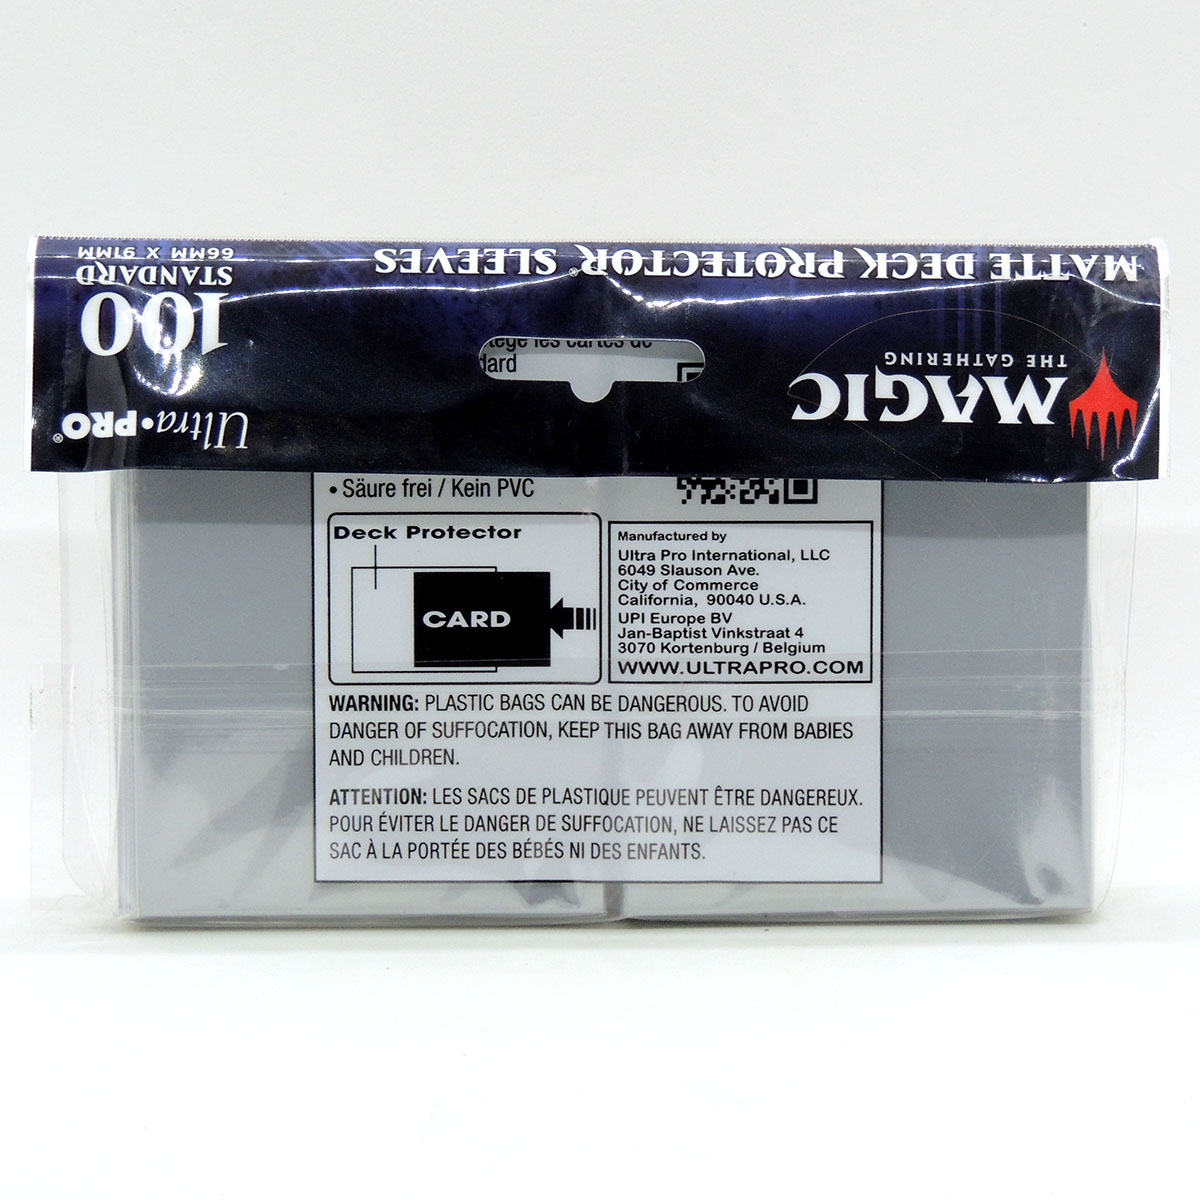 MATTE DECK PROTECTOR® SLEEVES
100
STANDARD
66MM X 91MM
MAGIC
THE GATHERING
Ultra•PRO®
les cartes de
dard
• Säure frei / Kein PVC
Deck Protector
CARD
Manufactured by
Ultra Pro International, LLC
6049 Slauson Ave.
City of Commerce
California, 90040 U.S.A.
UPI Europe BV
Jan-Baptist Vinkstraat 4
3070 Kortenburg / Belgium
WWW.ULTRAPRO.COM
WARNING: PLASTIC BAGS CAN BE DANGEROUS. TO AVOID
DANGER OF SUFFOCATION, KEEP THIS BAG AWAY FROM BABIES
AND CHILDREN.
ATTENTION: LES SACS DE PLASTIQUE PEUVENT ÊTRE DANGEREUX.
POUR ÉVITER LE DANGER DE SUFFOCATION, NE LAISSEZ PAS CE
SAC À LA PORTÉE DES BÉBÉS NI DES ENFANTS.